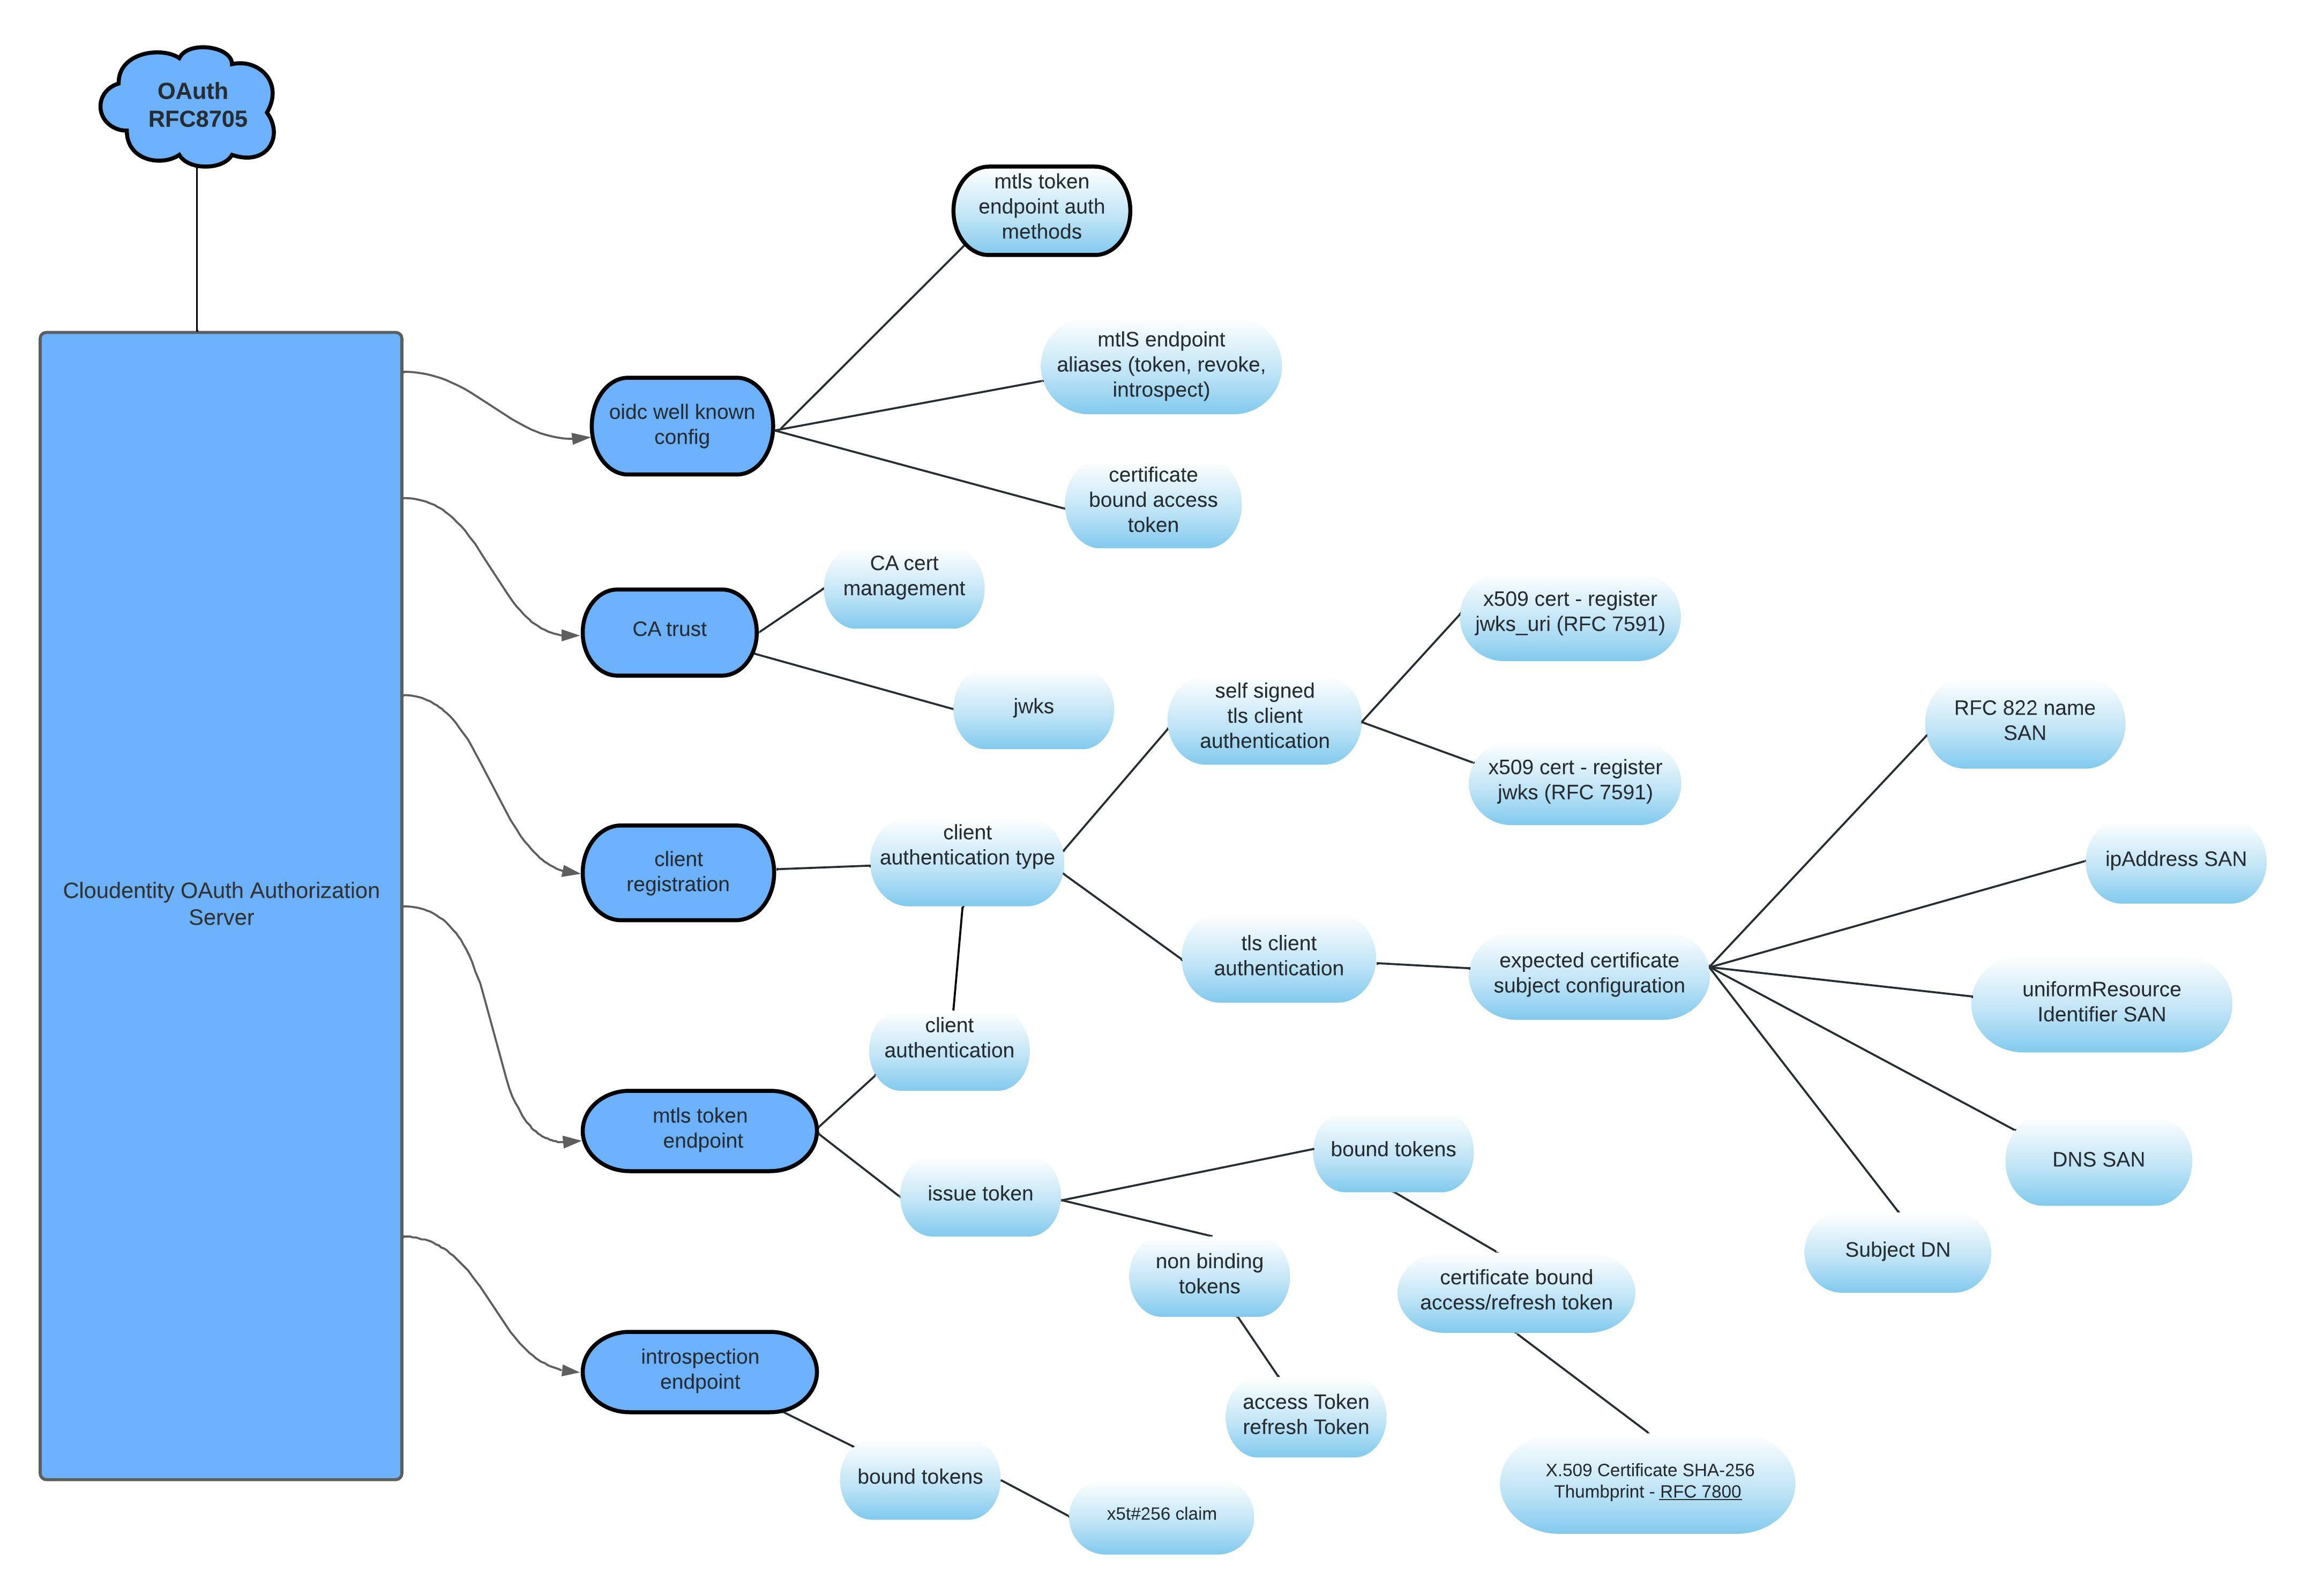 OAuth
RFC8705
Cloudentity OAuth Authorization
Server
oidc well known
config
mtls token
endpoint auth
methods
mtlS endpoint
aliases (token, revoke,
introspect)
certificate
bound access
token
CA trust
CA cert
management
jwks
client
registration
client
authentication type
self signed
tls client
authentication
x509 cert - register
jwks_uri (RFC 7591)
x509 cert - register
jwks (RFC 7591)
tls client
authentication
expected certificate
subject configuration
RFC 822 name
SAN
ipAddress SAN
uniformResource
Identifier SAN
DNS SAN
Subject DN
mtls token
endpoint
client
authentication
issue token
bound tokens
certificate bound
access/refresh token
X.509 Certificate SHA-256
Thumbprint - RFC 7800
non binding
tokens
access Token
refresh Token
introspection
endpoint
bound tokens
x5t#256 claim